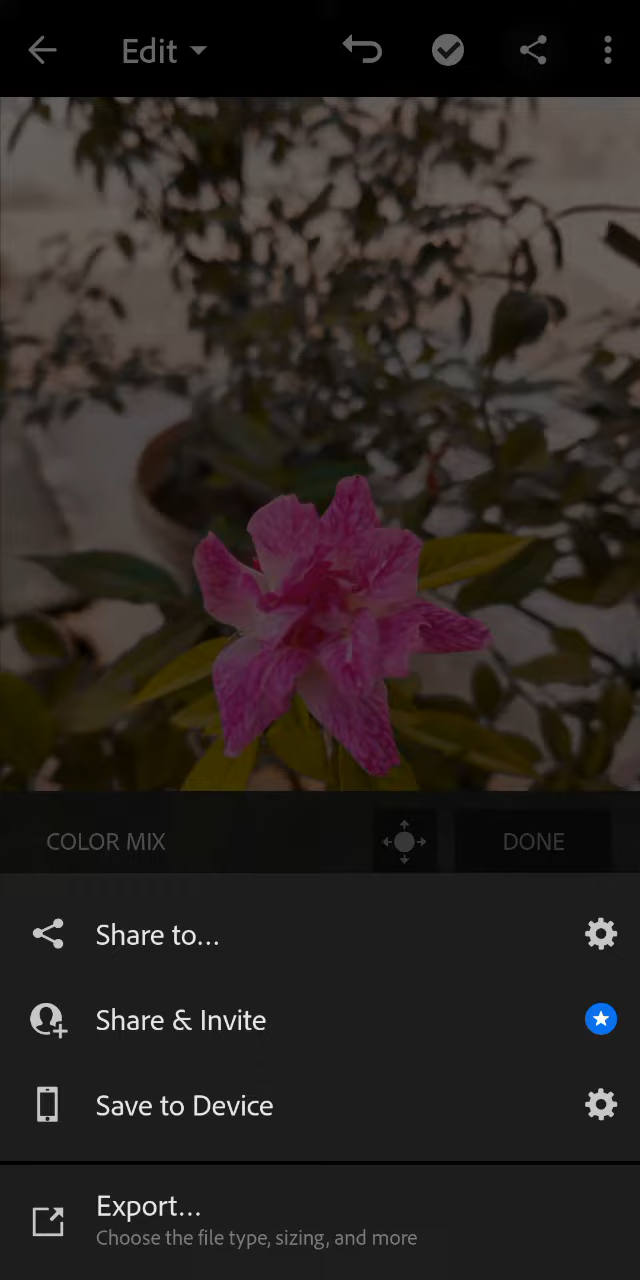 Edit
COLOR MIX
DONE
Share to...
Share & Invite
Save to Device
Export...
Choose the file type, sizing, and more